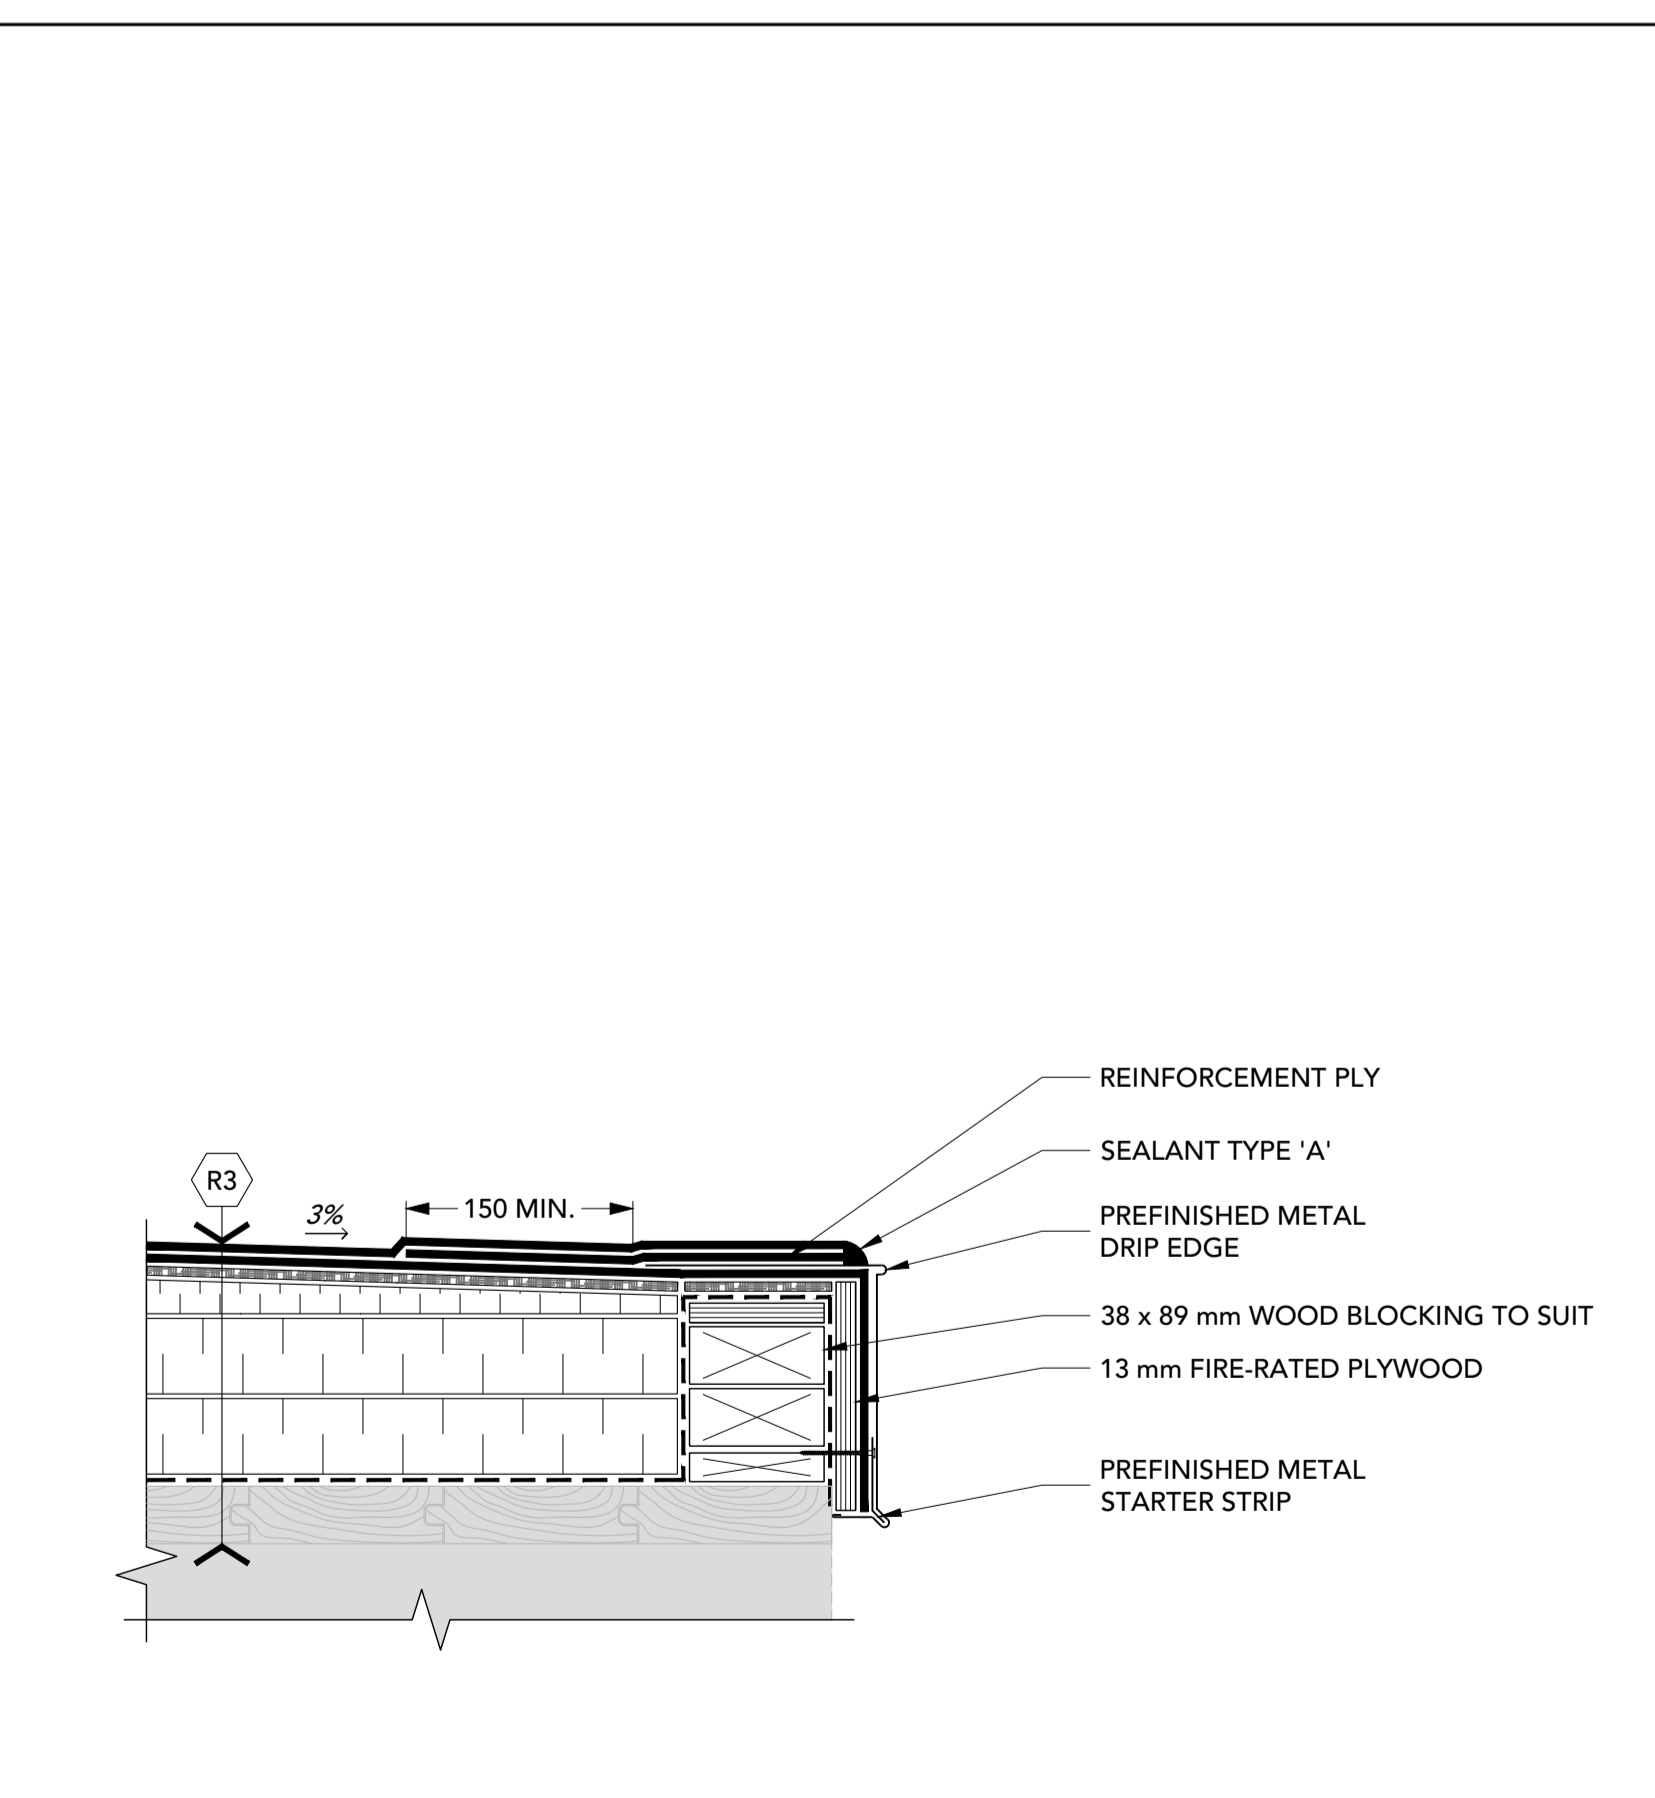 REINFORCEMENT PLY
SEALANT TYPE 'A'
R3
3%
150 MIN.
PREFINISHED METAL
DRIP EDGE
38 x 89 mm WOOD BLOCKING TO SUIT
13 mm FIRE-RATED PLYWOOD
PREFINISHED METAL
STARTER STRIP